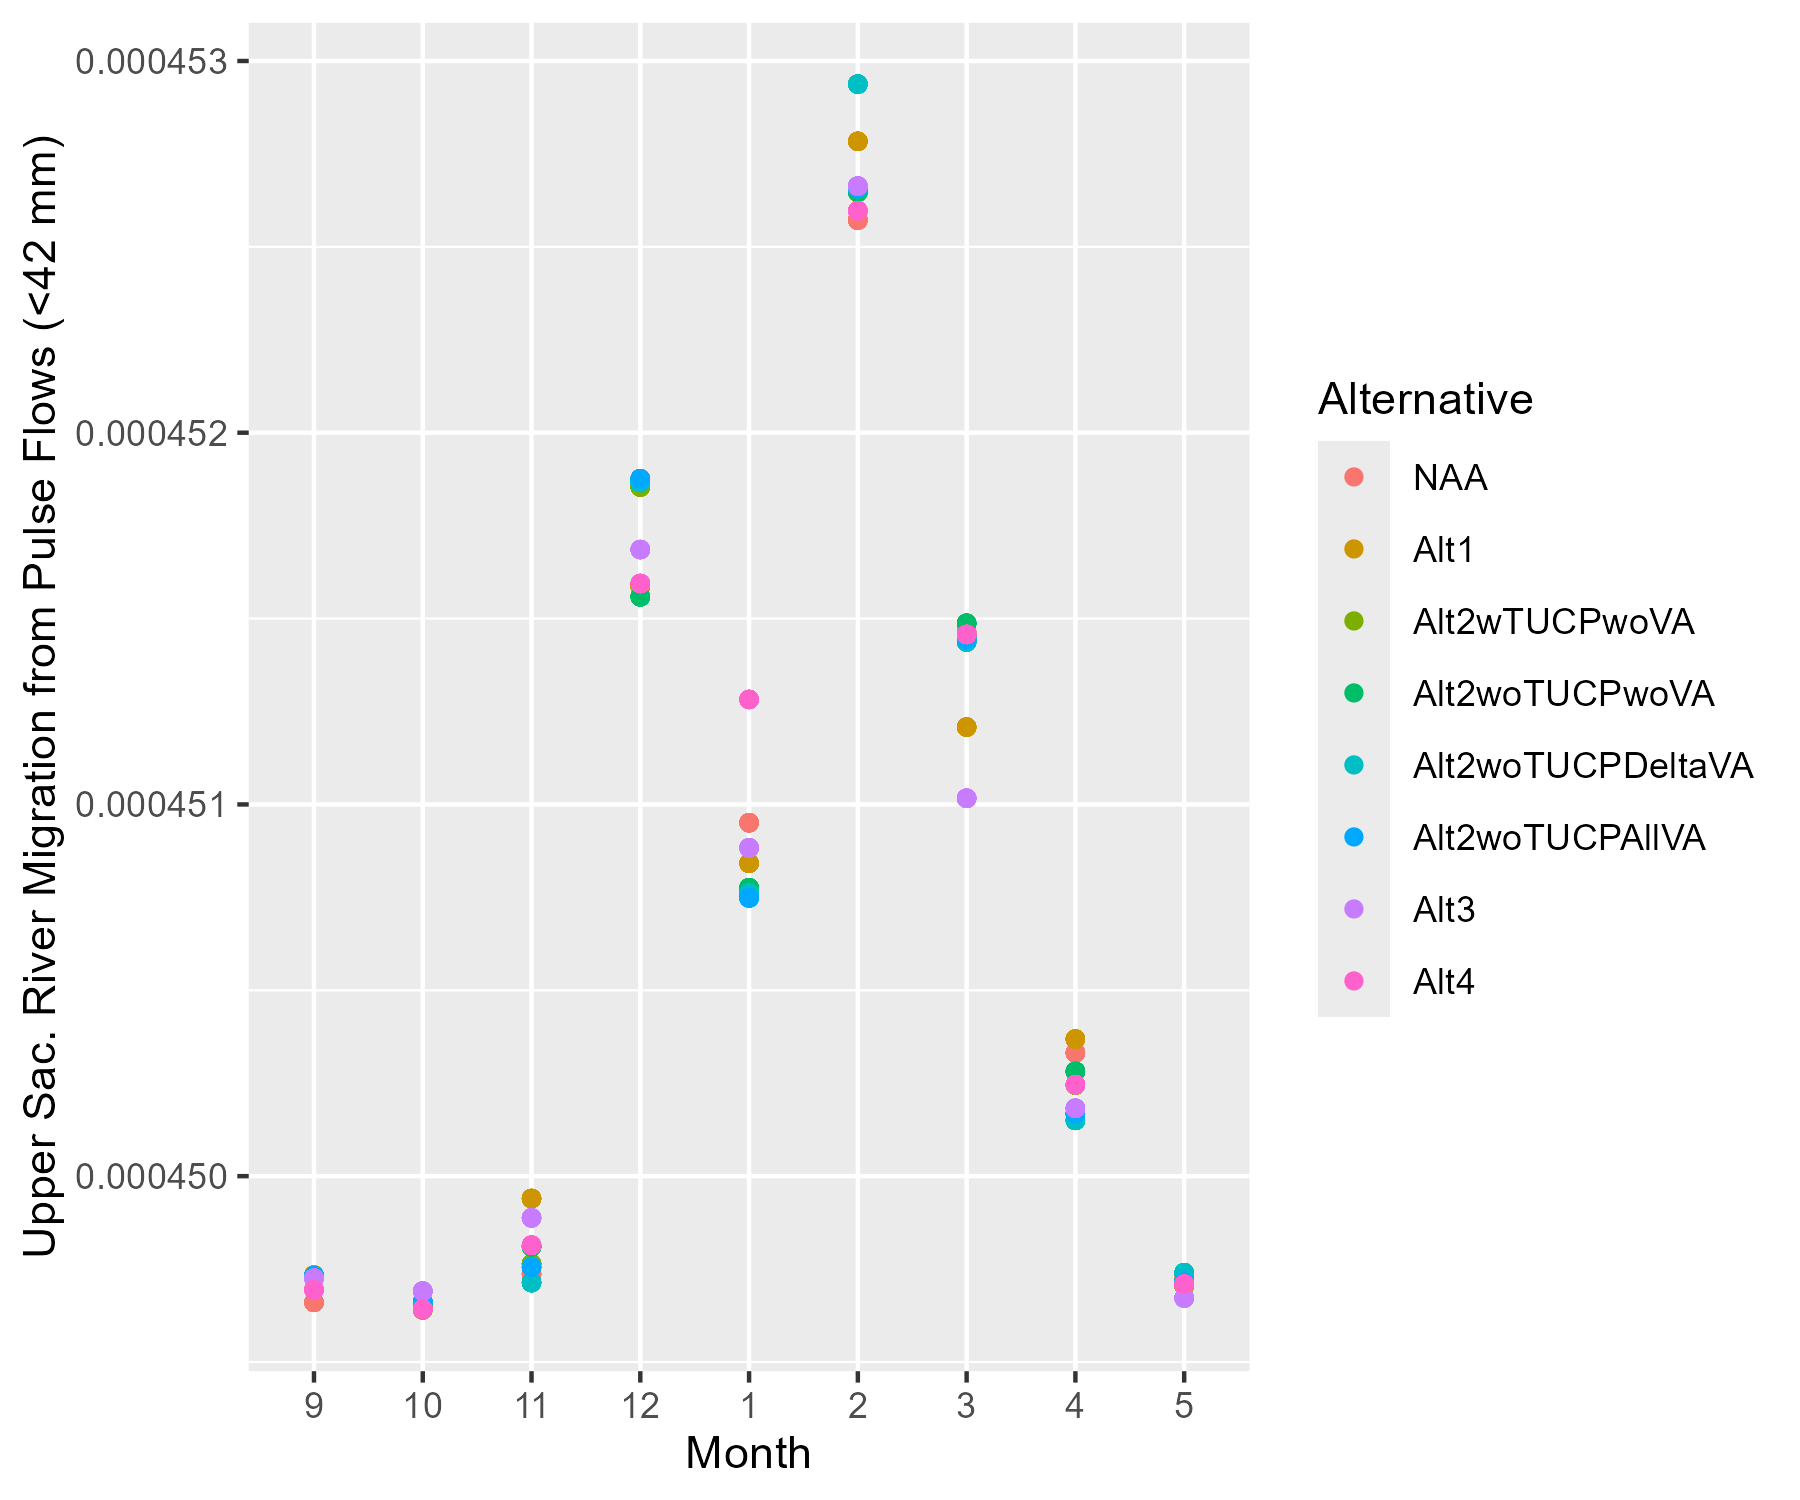 Upper Sac. River Migration from Pulse Flows (<42 mm)
0.000453
0.000452
0.000451
0.000450
9 10 11 12 1 2 3 4 5
Month
Alternative
NAA
Alt1
Alt2wTUCPwoVA
Alt2woTUCPwoVA
Alt2woTUCPDeltaVA
Alt2woTUCPAllVA
Alt3
Alt4